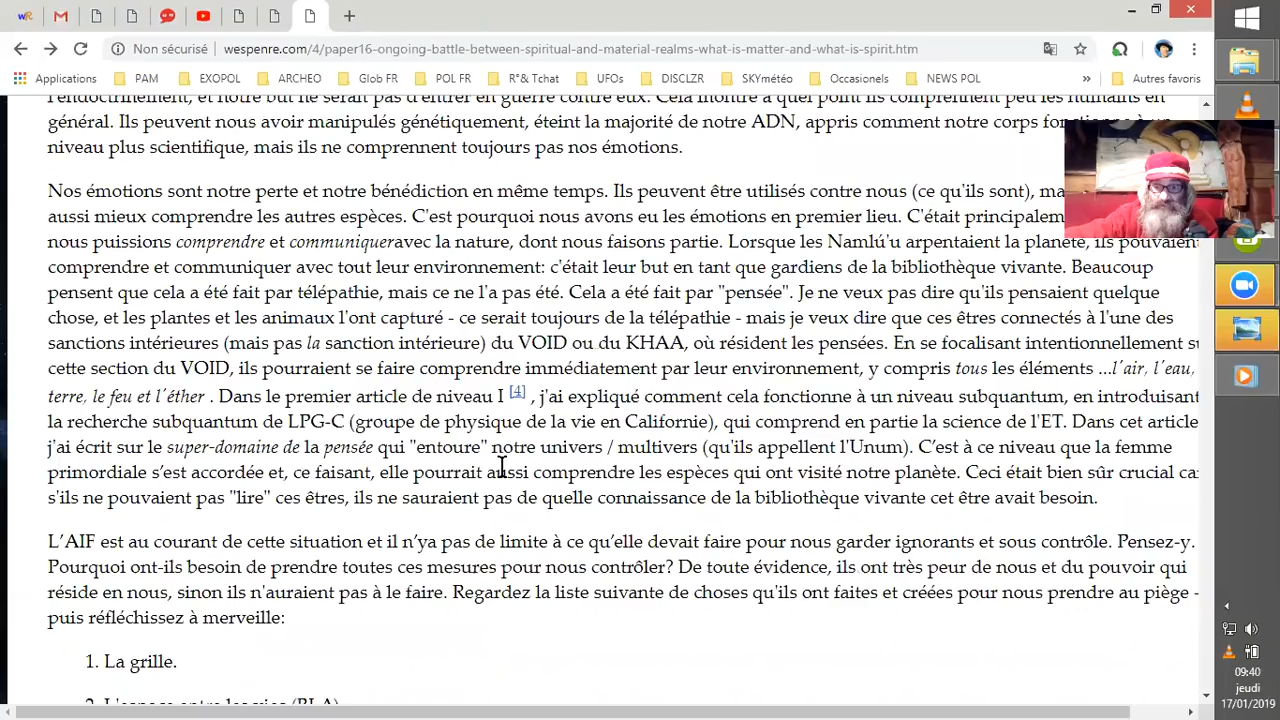 Non sécurisé
wespenre.com/4/paper16-ongoing-battle-between-spiritual-and-material-realms-what-is-matter-and-what-is-spirit.htm
Applications PAM EXOPOL ARCHEO Glob FR POL FR R°& Tchat UFOs DISCLZR SKYmétéo Occasionels NEWS POL » Autres favoris
l'endoctrinement, et notre but ne serait pas d'entrer en guerre contre eux. Cela montre à quel point ils comprennent peu les humains en
général. Ils peuvent nous avoir manipulés génétiquement, éteint la majorité de notre ADN, appris comment notre corps
niveau plus scientifique, mais ils ne comprennent toujours pas nos émotions.
Nos émotions sont notre perte et notre bénédiction en même temps. Ils peuvent être utilisés contre nous (ce qu'ils sont),
aussi mieux comprendre les autres espèces. C'est pourquoi nous avons eu les émotions en premier lieu. C'était
nous puissions comprendre et communiqueravec la nature, dont nous faisons partie. Lorsque les Namlú'u arpentaient la planète, ils pouvaient
comprendre et communiquer avec tout leur environnement: c'était leur but en tant que gardiens de la bibliothèque vivante. Beaucoup
pensent que cela a été fait par télépathie, mais ce ne l'a pas été. Cela a été fait par "pensée". Je ne veux pas dire qu'ils pensaient quelque
chose, et les plantes et les animaux l'ont capturé - ce serait toujours de la télépathie - mais je veux dire que ces êtres connectés à l'une des
sanctions intérieures (mais pas la sanction intérieure) du VOID ou du KHAA, où résident les pensées. En se focalisant intentionnellement
cette section du VOID, ils pourraient se faire comprendre immédiatement par leur environnement, y compris tous les éléments ...l'air, l'eau,
terre, le feu et l'éther . Dans le premier article de niveau I [4] , j'ai expliqué comment cela fonctionne à un niveau subquantum, en introduisant
la recherche subquantum de LPG-C (groupe de physique de la vie en Californie), qui comprend en partie la science de l'ET. Dans cet article
j'ai écrit sur le super-domaine de la pensée qui "entoure" notre univers / multivers (qu'ils appellent l'Unum). C'est à ce niveau que la femme
primordiale s'est accordée et, ce faisant, elle pourrait aussi comprendre les espèces qui ont visité notre planète. Ceci était bien sûr crucial
s'ils ne pouvaient pas "lire" ces êtres, ils ne sauraient pas de quelle connaissance de la bibliothèque vivante cet être avait besoin.
L'AIF est au courant de cette situation et il n'ya pas de limite à ce qu'elle devait faire pour nous garder ignorants et sous contrôle. Pensez-y.
Pourquoi ont-ils besoin de prendre toutes ces mesures pour nous contrôler? De toute évidence, ils ont très peur de nous et du pouvoir qui
réside en nous, sinon ils n'auraient pas à le faire. Regardez la liste suivante de choses qu'ils ont faites et créées pour nous prendre au piège -
puis réfléchissez à merveille:
1. La grille.
09:40
jeudi
17/01/2019